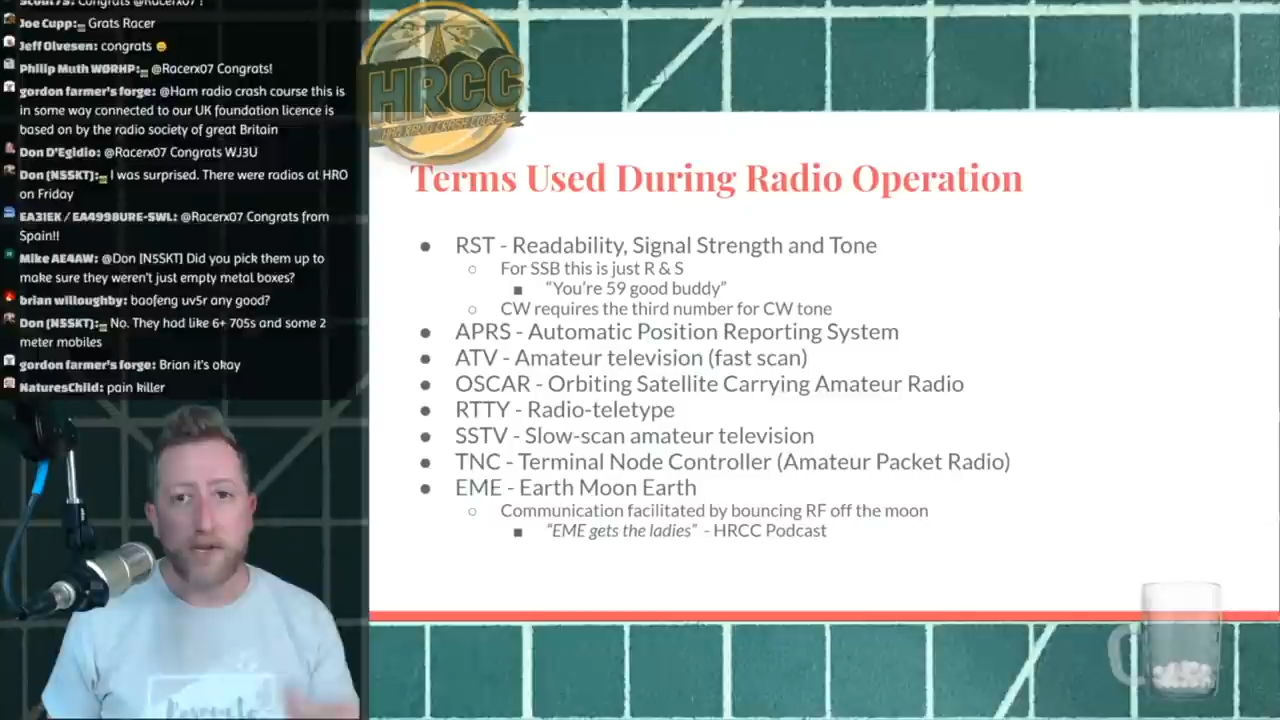 Scout7S: Congrats @Racerx07 !
Joe Cupp: Grats Racer
Jeff Olvesen: congrats
Philip Muth WØRHP: @Racerx07 Congrats!
gordon farmer's forge: @Ham radio crash course this is
in some way connected to our UK foundation licence is
based on by the radio society of great Britain
Don D'Egidio: @Racerx07 Congrats WJ3U
Don [N5SKT]: I was surprised. There were radios at HRO
on Friday
EA3IEK / EA4998URE-SWL: @Racerx07 Congrats from
Spain!!
Mike AE4AW: @Don [N5SKT] Did you pick them up to
make sure they weren't just empty metal boxes?
brian willoughby: baofeng uv5r any good?
Don [N5SKT]: No. They had like 6+ 705s and some 2
meter mobiles
gordon farmer's forge: Brian it's okay
NaturesChild: pain killer
HRCC
HAM RADIO CRASH COURSE
Terms Used During Radio Operation
● RST - Readability, Signal Strength and Tone
○ For SSB this is just R & S
■ “You’re 59 good buddy”
○ CW requires the third number for CW tone
● APRS - Automatic Position Reporting System
● ATV - Amateur television (fast scan)
● OSCAR - Orbiting Satellite Carrying Amateur Radio
● RTTY - Radio-teletype
● SSTV - Slow-scan amateur television
● TNC - Terminal Node Controller (Amateur Packet Radio)
● EME - Earth Moon Earth
○ Communication facilitated by bouncing RF off the moon
■ “EME gets the ladies” - HRCC Podcast